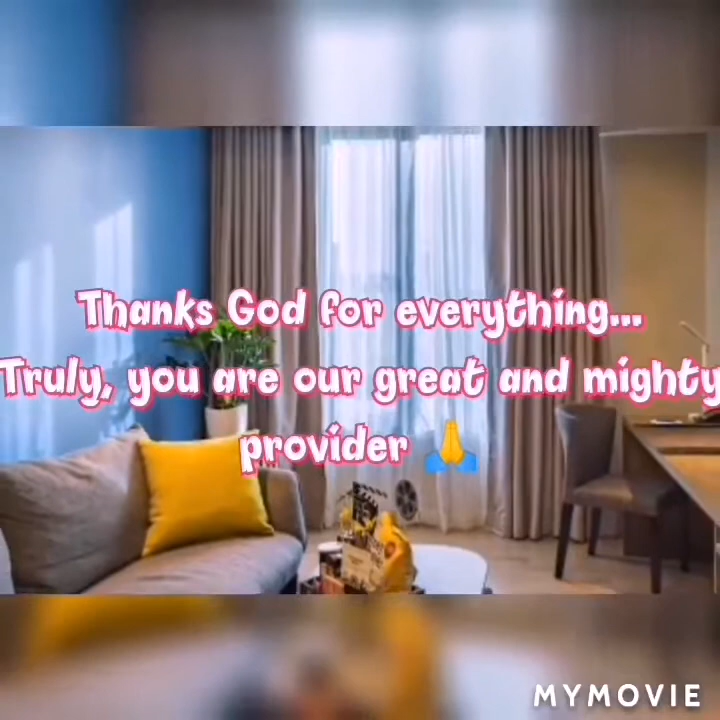 Thanks God for everything...
Truly, you are our great and mighty
provider 🙏
MYMOVIE